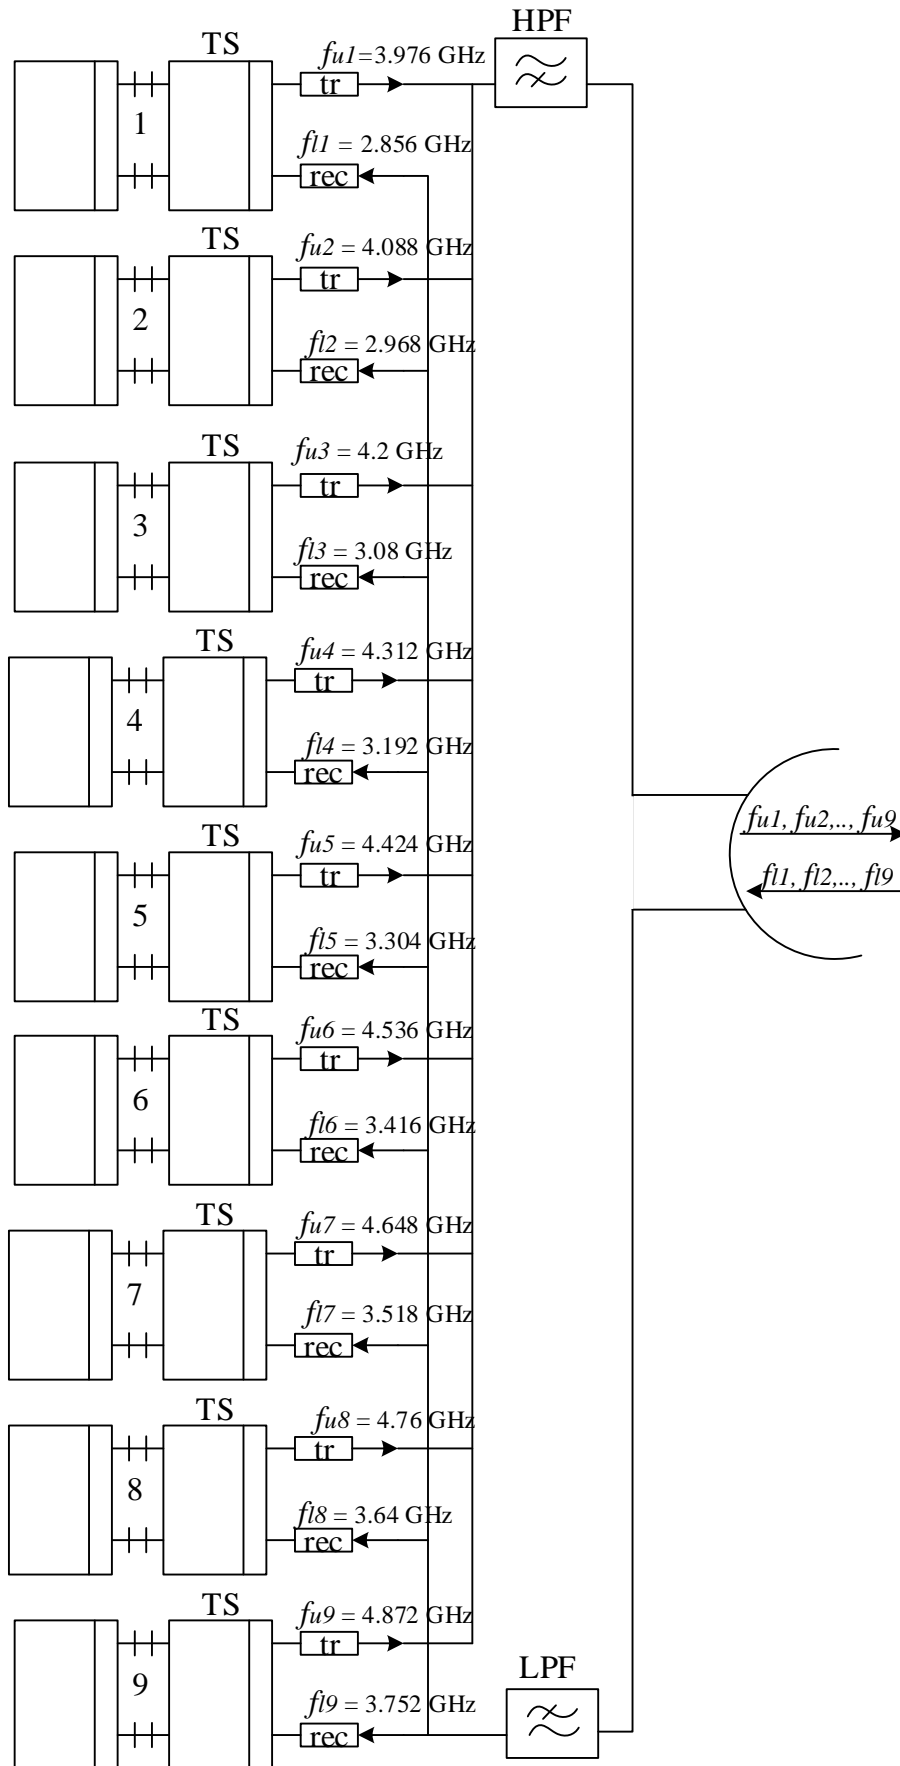 HPF
TS
fu1=3.976 GHz
tr
1
fl1 = 2.856 GHz
rec
TS
fu2 = 4.088 GHz
tr
2
fl2 = 2.968 GHz
rec
TS
fu3 = 4.2 GHz
tr
3
fl3 = 3.08 GHz
rec
TS
fu4 = 4.312 GHz
tr
4
fl4 = 3.192 GHz
rec
fu1, fu2,.., fu9
fl1, fl2,.., fl9
TS
fu5 = 4.424 GHz
tr
5
fl5 = 3.304 GHz
rec
TS
fu6 = 4.536 GHz
tr
6
fl6 = 3.416 GHz
rec
TS
fu7 = 4.648 GHz
tr
7
fl7 = 3.518 GHz
rec
TS
fu8 = 4.76 GHz
tr
8
fl8 = 3.64 GHz
rec
TS
fu9 = 4.872 GHz
tr
LPF
9
fl9 = 3.752 GHz
rec